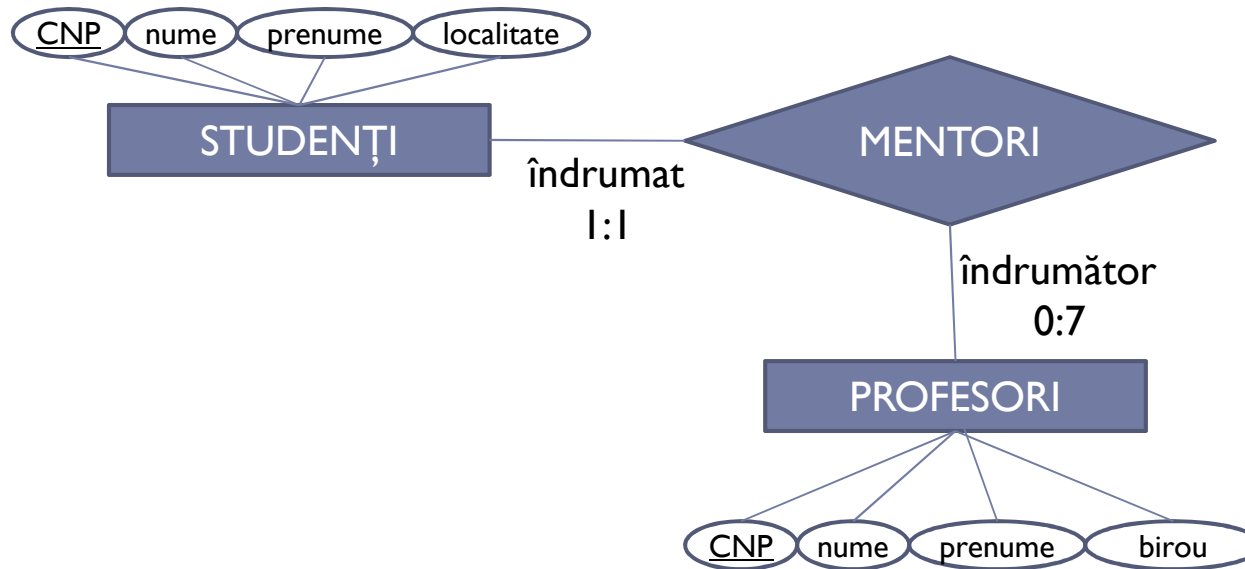 CNP nume prenume localitate
STUDENȚI
MENTORI
îndrumat
1:1
îndrumător
0:7
PROFESORI
CNP nume prenume birou